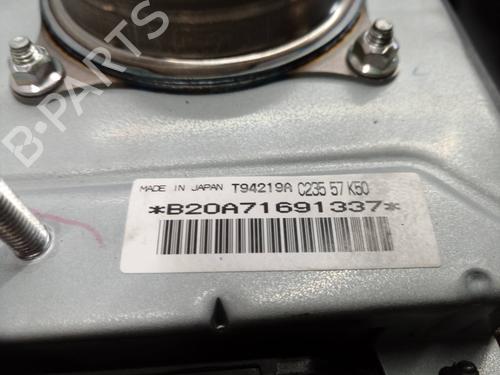 B-PARTS
MADE IN JAPAN T94219A C235 57 K50
*B20A71691337*